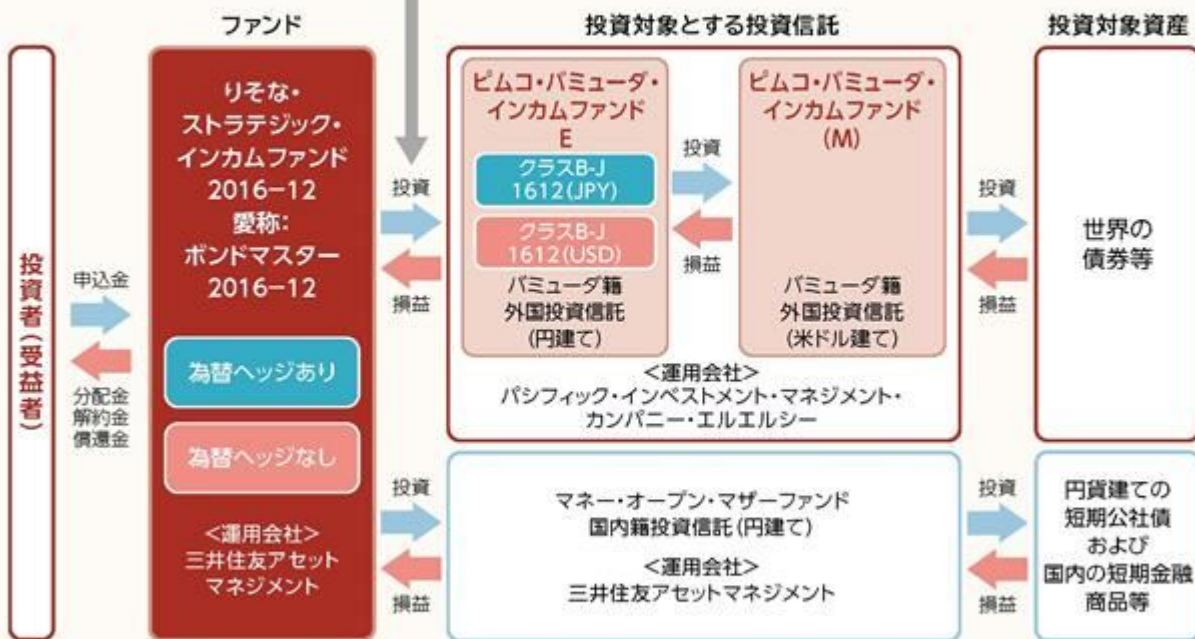 ファンド
投資対象とする投資信託
投資対象資産
投資者(受益者)
申込金
分配金
解約金
償還金
りそな・
ストラテジック・
インカムファンド
2016−12
愛称:
ボンドマスター
2016−12
為替ヘッジあり
為替ヘッジなし
<運用会社>
三井住友アセット
マネジメント
投資
損益
ピムコ・バミューダ・
インカムファンド
E
クラスB-J
1612(JPY)
クラスB-J
1612(USD)
バミューダ籍
外国投資信託
(円建て)
投資
損益
ピムコ・バミューダ・
インカムファンド
(M)
バミューダ籍
外国投資信託
(米ドル建て)
<運用会社>
パシフィック・インベストメント・マネジメント・
カンパニー・エルエルシー
投資
損益
世界の
債券等
投資
損益
マネー・オープン・マザーファンド
国内籍投資信託(円建て)
<運用会社>
三井住友アセットマネジメント
投資
損益
円貨建ての
短期公社債
および
国内の短期金融
商品等